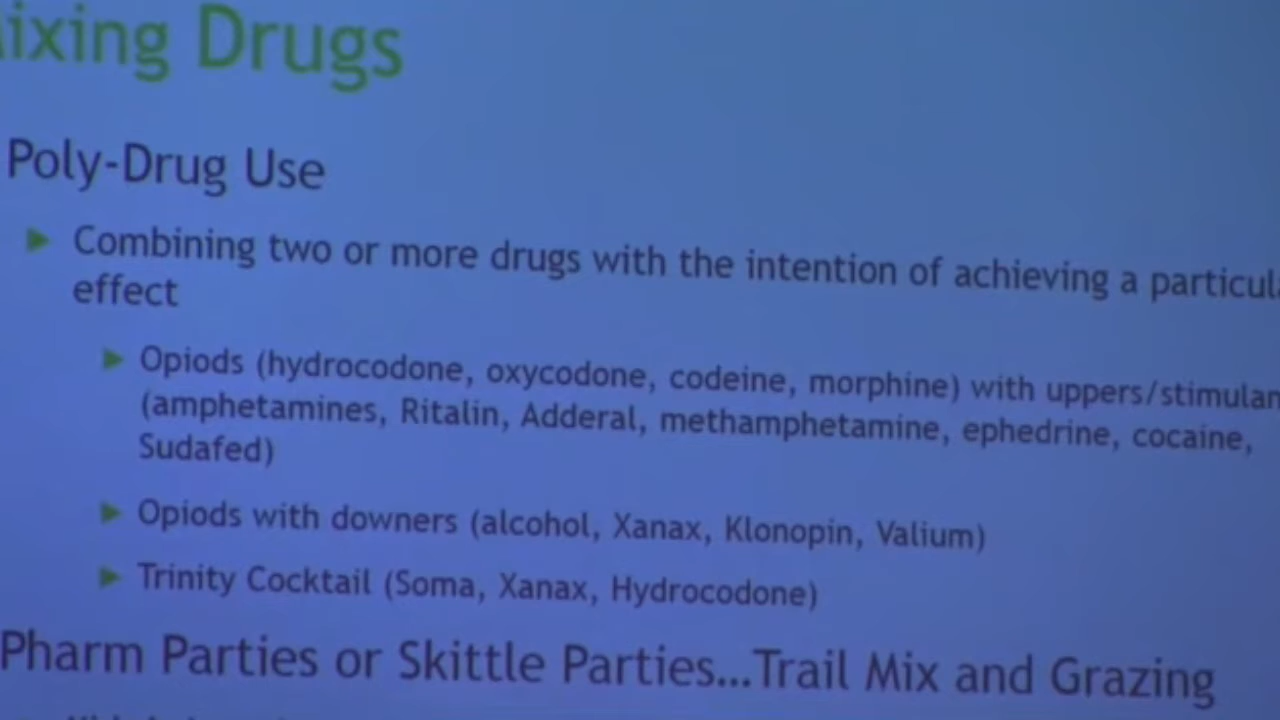 ixing Drugs
Poly-Drug Use
Combining two or more drugs with the intention of achieving a particul
effect
Opiods (hydrocodone, oxycodone, codeine, morphine) with uppers/stimulan
(amphetamines, Ritalin, Adderal, methamphetamine, ephedrine, cocaine,
Sudafed)
Opiods with downers (alcohol, Xanax, Klonopin, Valium)
Trinity Cocktail (Soma, Xanax, Hydrocodone)
Pharm Parties or Skittle Parties...Trail Mix and Grazing